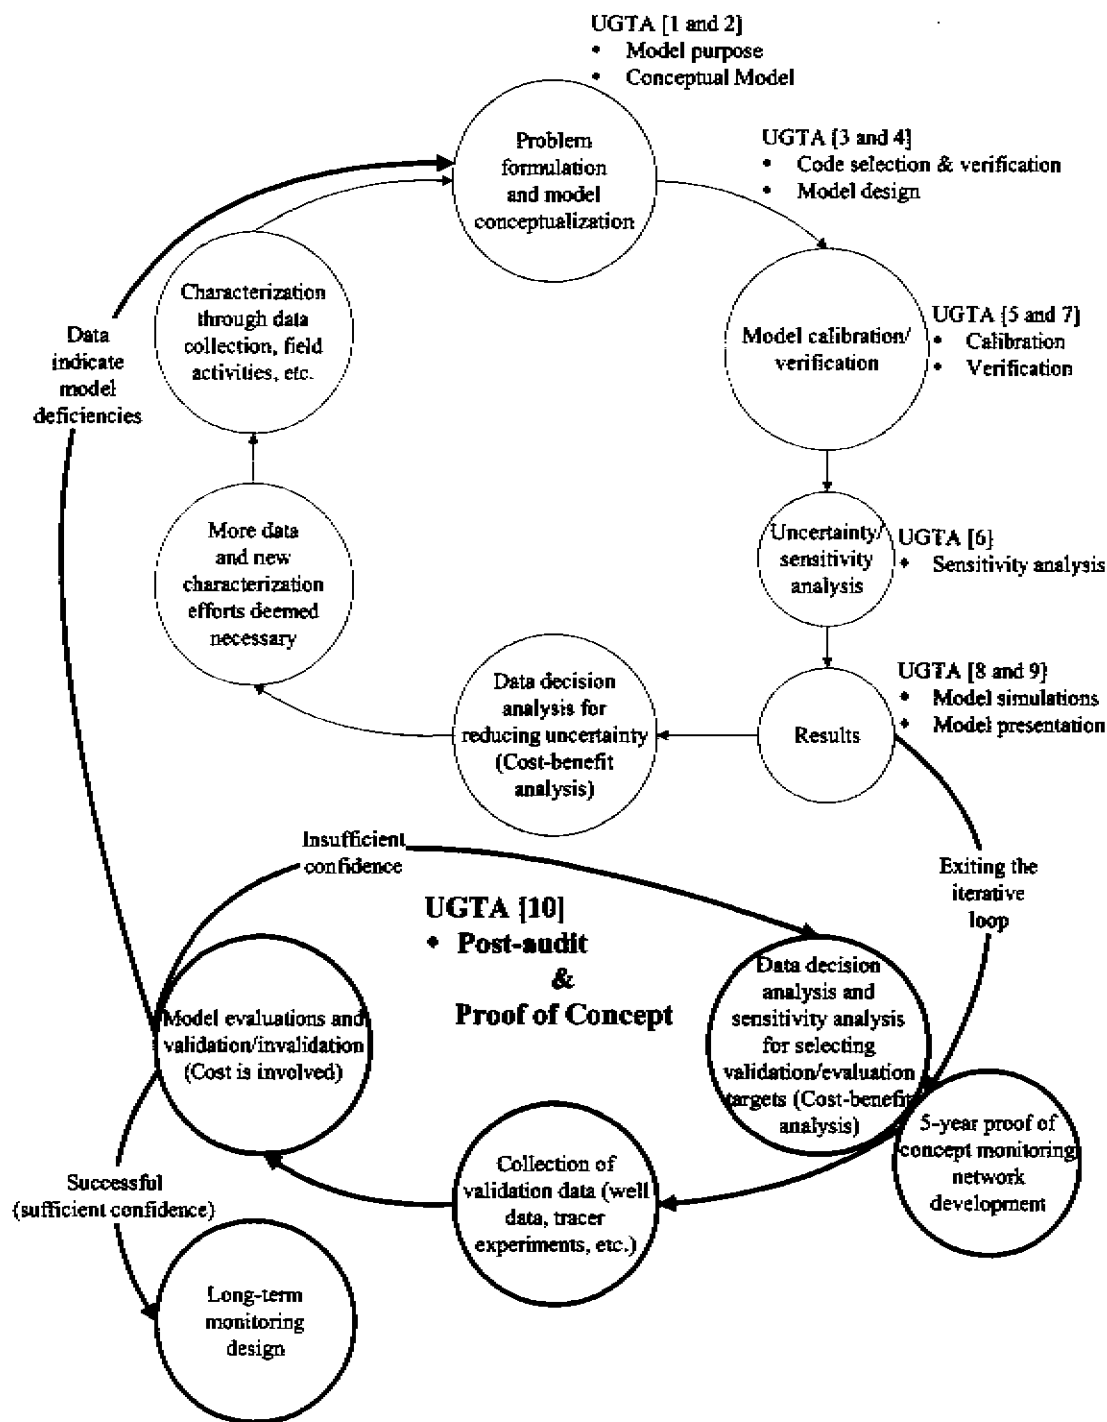 UGTA [1 and 2]
• Model purpose
• Conceptual Model
Problem
formulation
and model
conceptualization
UGTA [3 and 4]
• Code selection & verification
• Model design
Characterization
through data
collection, field
activities, etc.
Data
indicate
model
deficiencies
Model calibration/
verification
UGTA [5 and 7]
• Calibration
• Verification
More data
and new
characterization
efforts deemed
necessary
Uncertainty/
sensitivity
analysis
UGTA [6]
• Sensitivity analysis
Data decision
analysis for
reducing uncertainty
(Cost-benefit
analysis)
Results
UGTA [8 and 9]
• Model simulations
• Model presentation
Insufficient
confidence
Exiting the
iterative
loop
UGTA [10]
• Post-audit
&
Proof of Concept
Model evaluations and
validation/invalidation
(Cost is involved)
Data decision
analysis and
sensitivity analysis
for selecting
validation/evaluation
targets (Cost-benefit
analysis)
5-year proof of
concept monitoring
network
development
Collection of
validation data (well
data, tracer
experiments, etc.)
Successful
(sufficient confidence)
Long-term
monitoring
design